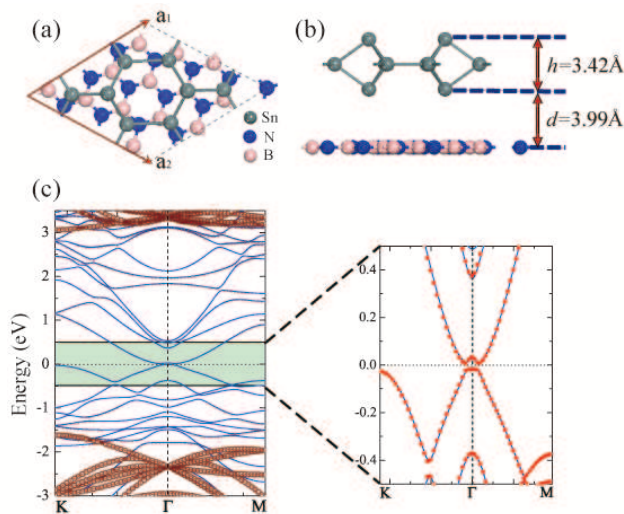 (a)
a₁
a₂
Sn
N
B
(b)
h=3.42Å
d=3.99Å
(c)
Energy (eV)
3
2
1
0
-1
-2
-3
K
Γ
M
0.4
0.2
0.0
-0.2
-0.4
K
Γ
M